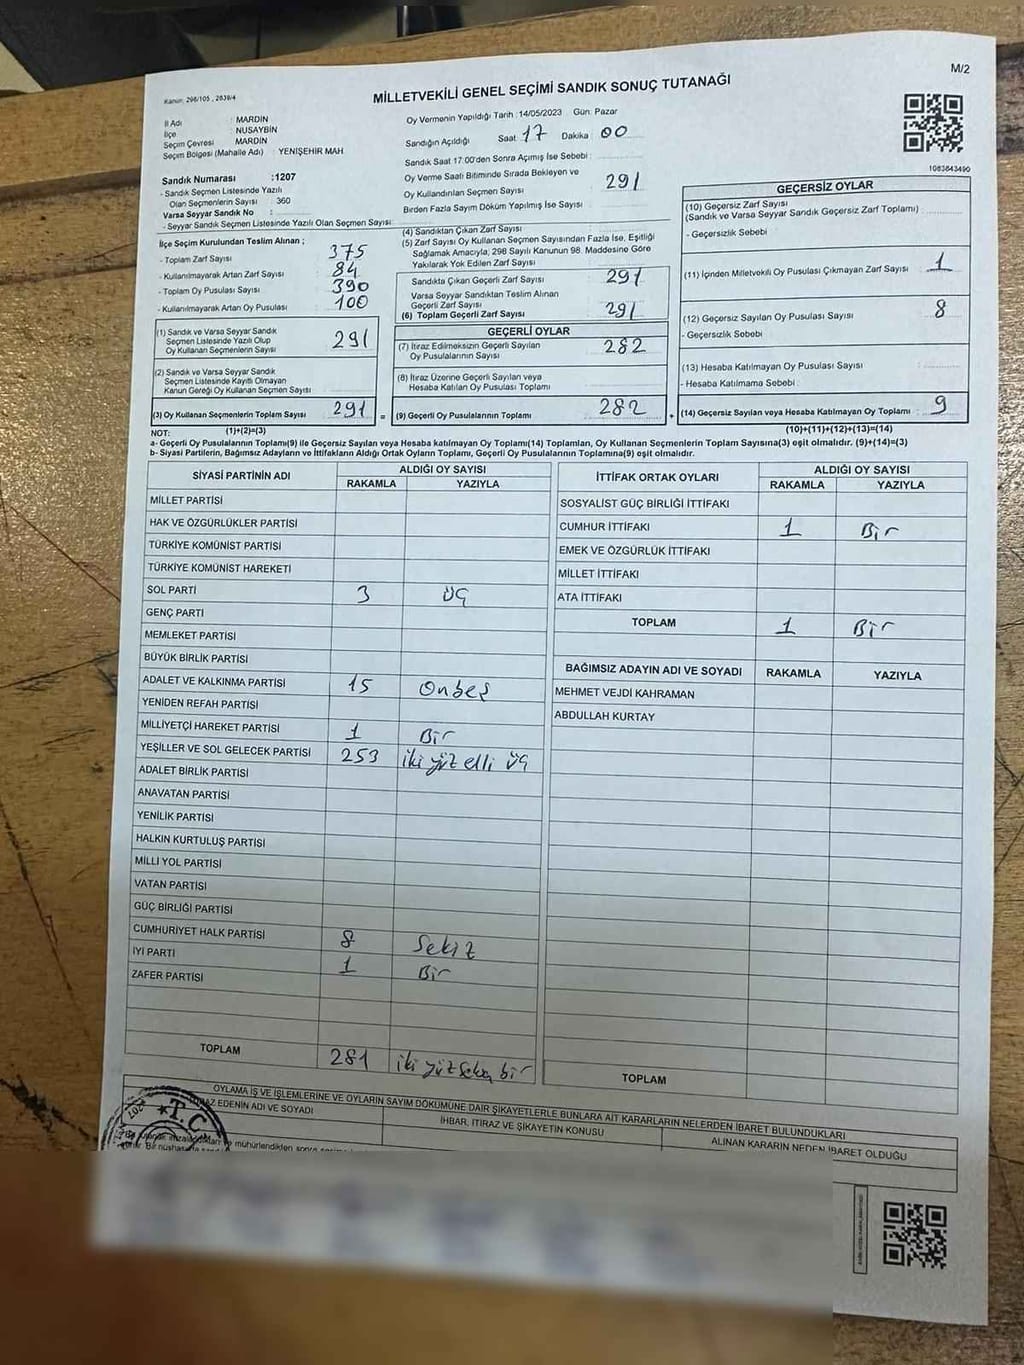 M/2
Kanun: 298/105, 2839/4
MİLLETVEKİLİ GENEL SEÇİMİ SANDIK SONUÇ TUTANAĞI
İl Adı : MARDİN
İlçe : NUSAYBİN
Seçim Çevresi : MARDİN
Seçim Bölgesi (Mahalle Adı) : YENİŞEHİR MAH.
Sandık Numarası :1207
- Sandık Seçmen Listesinde Yazılı
Olan Seçmenlerin Sayısı : 360
Varsa Seyyar Sandık No :
- Seyyar Sandık Seçmen Listesinde Yazılı Olan Seçmen Sayısı :
Oy Vermenin Yapıldığı Tarih :14/05/2023 Gün: Pazar
Sandığın Açıldığı Saat 17 Dakika 00
Sandık Saat 17:00'den Sonra Açımış İse Sebebi :
Oy Verme Saati Bitiminde Sırada Bekleyen ve
Oy Kullandırılan Seçmen Sayısı 291
Birden Fazla Sayım Döküm Yapılmış İse Sayısı :
1083643490
İlçe Seçim Kurulundan Teslim Alınan ;
- Toplam Zarf Sayısı : 375
- Kullanılmayarak Artan Zarf Sayısı : 84
- Toplam Oy Pusulası Sayısı : 390
- Kullanılmayarak Artan Oy Pusulası : 100
(1) Sandık ve Varsa Seyyar Sandık
Seçmen Listesinde Yazılı Olup
Oy Kullanan Seçmenlerin Sayısı 291
(2) Sandık ve Varsa Seyyar Sandık
Seçmen Listesinde Kayıtlı Olmayan
Kanun Gereği Oy Kullanan Seçmen Sayısı
(3) Oy Kullanan Seçmenlerin Toplam Sayısı 291 =
(1)+(2)=(3)
(4) Sandıktan Çıkan Zarf Sayısı :
(5) Zarf Sayısı Oy Kullanan Seçmen Sayısından Fazla İse, Eşitliği
Sağlamak Amacıyla, 298 Sayılı Kanunun 98. Maddesine Göre
Yakılarak Yok Edilen Zarf Sayısı :
Sandıkta Çıkan Geçerli Zarf Sayısı 291
Varsa Seyyar Sandıktan Teslim Alınan
Geçerli Zarf Sayısı
(6) Toplam Geçerli Zarf Sayısı 291
GEÇERLİ OYLAR
(7) İtiraz Edilmeksizin Geçerli Sayılan
Oy Pusulalarının Sayısı 282
(8) İtiraz Üzerine Geçerli Sayılan veya
Hesaba Katılan Oy Pusulası Toplamı
(9) Geçerli Oy Pusulalarının Toplamı 282 +
GEÇERSİZ OYLAR
(10) Geçersiz Zarf Sayısı
(Sandık ve Varsa Seyyar Sandık Geçersiz Zarf Toplamı) :
- Geçersizlik Sebebi
(11) İçinden Milletvekili Oy Pusulası Çıkmayan Zarf Sayısı : 1
(12) Geçersiz Sayılan Oy Pusulası Sayısı : 8
- Geçersizlik Sebebi
(13) Hesaba Katılmayan Oy Pusulası Sayısı :
- Hesaba Katılmama Sebebi :
(14) Geçersiz Sayılan veya Hesaba Katılmayan Oy Toplamı : 9
(10)+(11)+(12)+(13)=(14)
NOT:
a- Geçerli Oy Pusulalarının Toplamı(9) ile Geçersiz Sayılan veya Hesaba katılmayan Oy Toplamı(14) Toplamları, Oy Kullanan Seçmenlerin Toplam Sayısına(3) eşit olmalıdır. (9)+(14)=(3)
b- Siyasi Partilerin, Bağımsız Adayların ve İttifakların Aldığı Ortak Oyların Toplamı, Geçerli Oy Pusulalarının Toplamına(9) eşit olmalıdır.
SİYASİ PARTİNİN ADI ALDIĞI OY SAYISI
RAKAMLA YAZIYLA
MİLLET PARTİSİ
HAK VE ÖZGÜRLÜKLER PARTİSİ
TÜRKİYE KOMÜNİST PARTİSİ
TÜRKİYE KOMÜNİST HAREKETİ
SOL PARTİ 3 üç
GENÇ PARTİ
MEMLEKET PARTİSİ
BÜYÜK BİRLİK PARTİSİ
ADALET VE KALKINMA PARTİSİ 15 Onbeş
YENİDEN REFAH PARTİSİ
MİLLİYETÇİ HAREKET PARTİSİ 1 Bir
YEŞİLLER VE SOL GELECEK PARTİSİ 253 iki yüz elli üç
ADALET BİRLİK PARTİSİ
ANAVATAN PARTİSİ
YENİLİK PARTİSİ
HALKIN KURTULUŞ PARTİSİ
MİLLİ YOL PARTİSİ
VATAN PARTİSİ
GÜÇ BİRLİĞİ PARTİSİ
CUMHURİYET HALK PARTİSİ 8 Sekiz
İYİ PARTİ 1 Bir
ZAFER PARTİSİ
TOPLAM 281 iki yüz seksen bir
İTTİFAK ORTAK OYLARI ALDIĞI OY SAYISI
RAKAMLA YAZIYLA
SOSYALİST GÜÇ BİRLİĞİ İTTİFAKI
CUMHUR İTTİFAKI 1 Bir
EMEK VE ÖZGÜRLÜK İTTİFAKI
MİLLET İTTİFAKI
ATA İTTİFAKI
TOPLAM 1 Bir
BAĞIMSIZ ADAYIN ADI VE SOYADI RAKAMLA YAZIYLA
MEHMET VEJDİ KAHRAMAN
ABDULLAH KURTAY
TOPLAM
OYLAMA İŞ VE İŞLEMLERİNE VE OYLARIN SAYIM DÖKÜMÜNE DAİR ŞİKAYETLERLE BUNLARA AİT KARARLARIN NELERDEN İBARET BULUNDUKLARI
EDENİN ADI VE SOYADI
İHBAR, İTİRAZ VE ŞİKAYETİN KONUSU
ALINAN KARARIN NEDEN İBARET OLDUĞU
T.C
mühürlendikten sonra